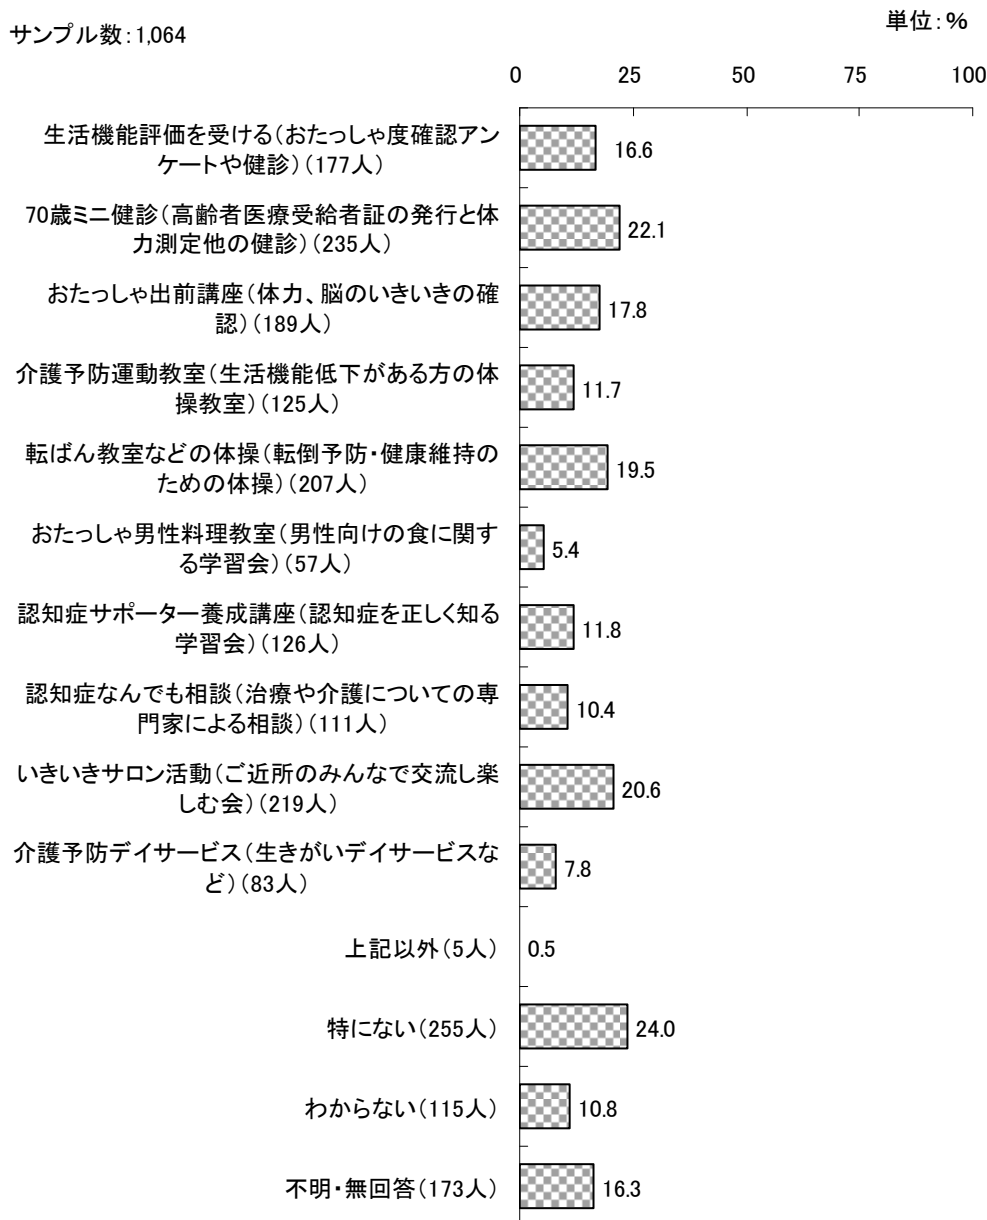 単位：％
サンプル数：1,064
0 25 50 75 100
生活機能評価を受ける（おたっしゃ度確認アン
ケートや健診）（177人）
16.6
70歳ミニ健診（高齢者医療受給者証の発行と体
力測定他の健診）（235人）
22.1
おたっしゃ出前講座（体力、脳のいきいきの確
認）（189人）
17.8
介護予防運動教室（生活機能低下がある方の体
操教室）（125人）
11.7
転ばん教室などの体操（転倒予防・健康維持の
ための体操）（207人）
19.5
おたっしゃ男性料理教室（男性向けの食に関す
る学習会）（57人）
5.4
認知症サポーター養成講座（認知症を正しく知る
学習会）（126人）
11.8
認知症なんでも相談（治療や介護についての専
門家による相談）（111人）
10.4
いきいきサロン活動（ご近所のみんなで交流し楽
しむ会）（219人）
20.6
介護予防デイサービス（生きがいデイサービスな
ど）（83人）
7.8
上記以外（5人）
0.5
特にない（255人）
24.0
わからない（115人）
10.8
不明・無回答（173人）
16.3